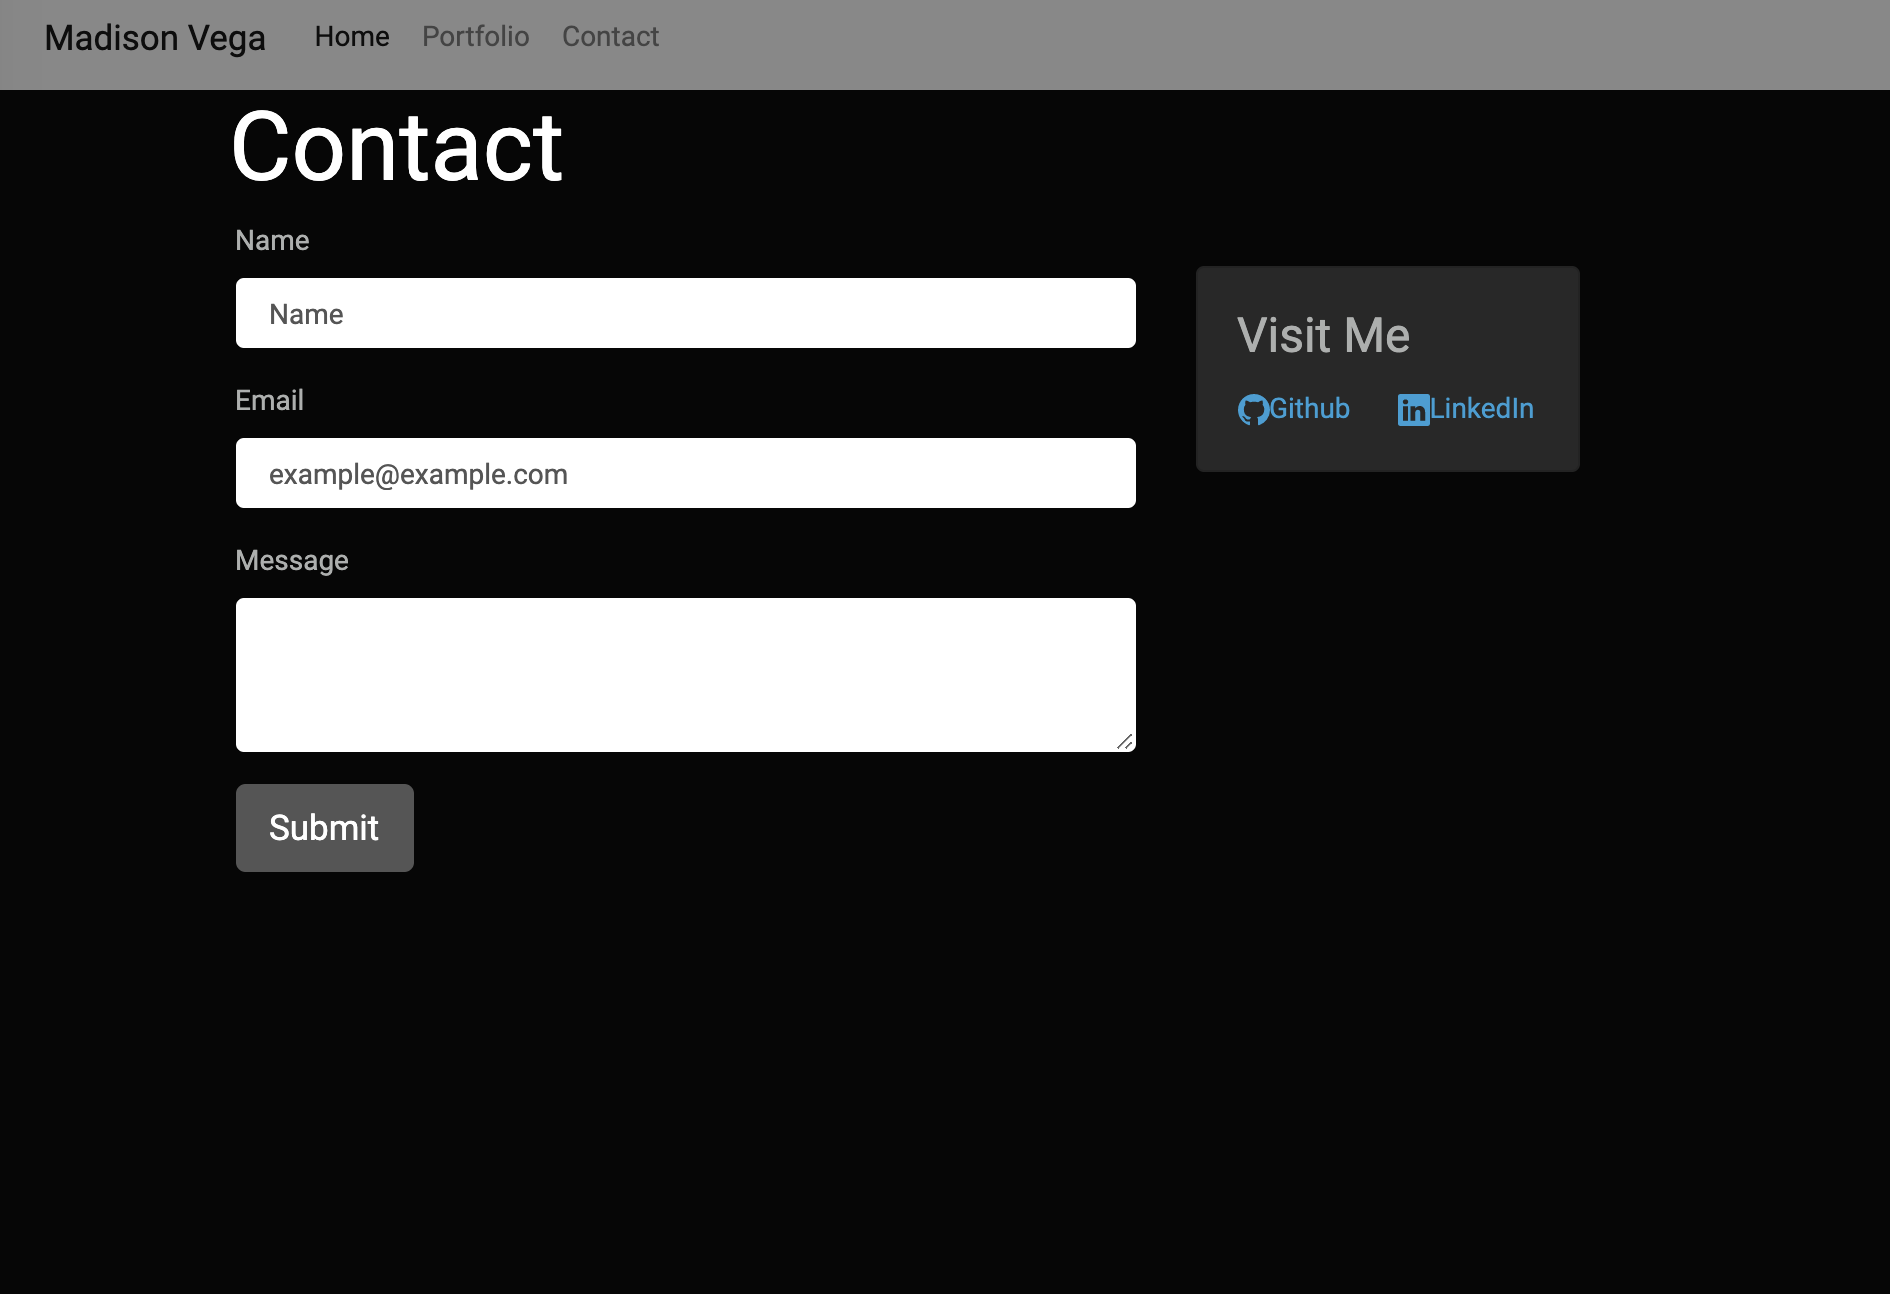 Madison Vega Home Portfolio Contact
Contact
Name
Name
Email
example@example.com
Message
Submit
Visit Me
Github LinkedIn